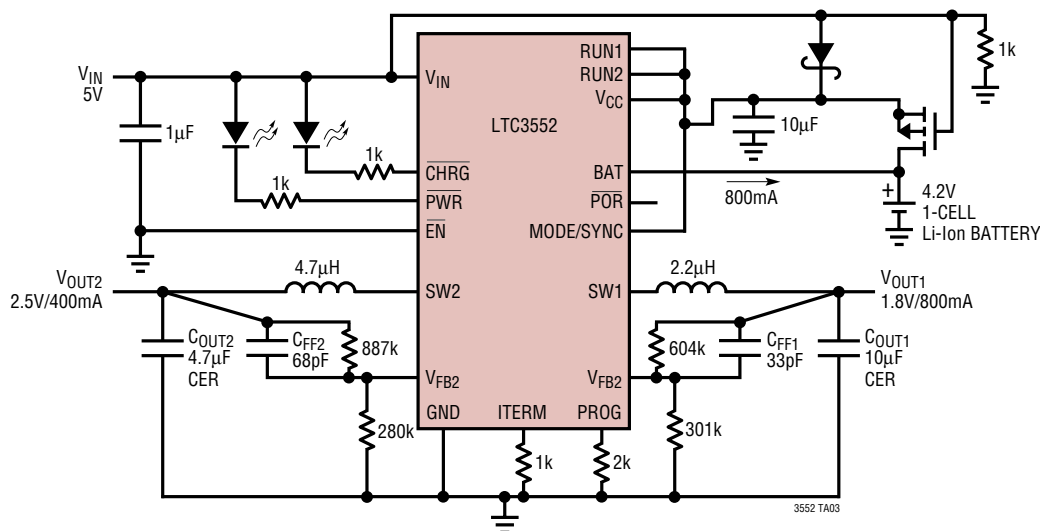 RUN1
RUN2
V_CC
V_IN
5V
V_IN
1k
LTC3552
1µF
10µF
1k
CHRG
BAT
1k
PWR
POR
800mA
4.2V
1-CELL
Li-Ion BATTERY
+
EN
MODE/SYNC
V_OUT2
2.5V/400mA
4.7µH
SW2
SW1
2.2µH
V_OUT1
1.8V/800mA
C_OUT2
4.7µF
CER
C_FF2
68pF
887k
604k
C_FF1
33pF
C_OUT1
10µF
CER
V_FB2
V_FB2
GND
ITERM
PROG
280k
301k
1k
2k
3552 TA03